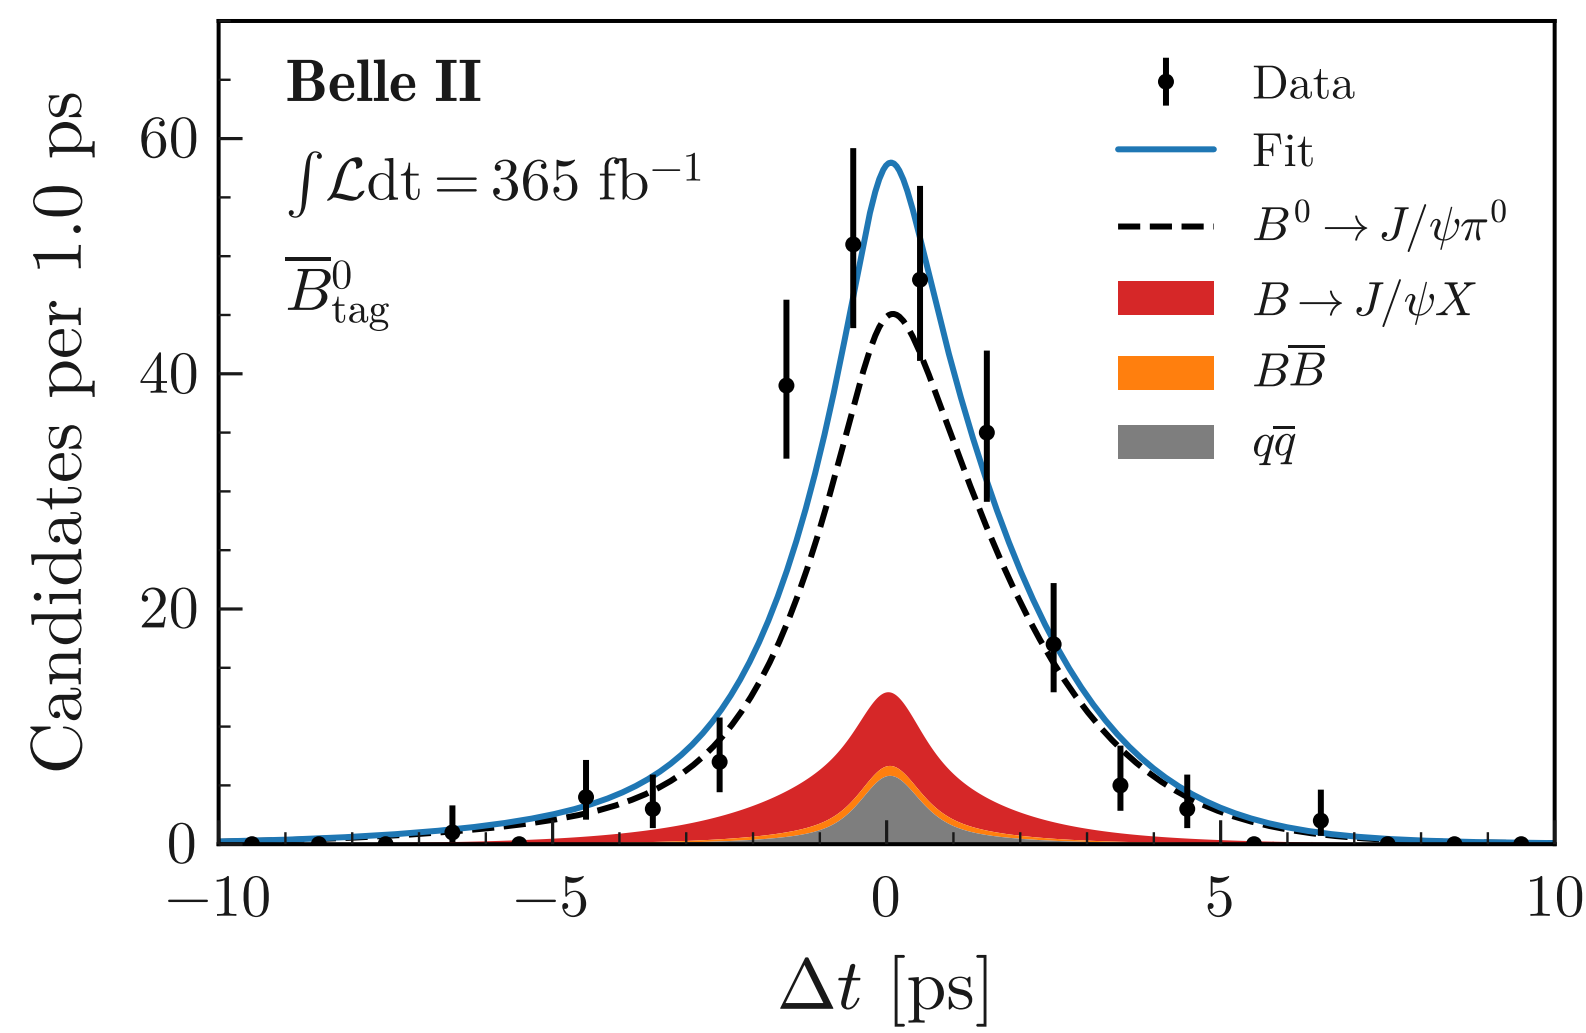 Belle II
∫ℒdt = 365 fb⁻¹
B̅⁰tag
Data
Fit
B⁰ → J/ψπ⁰
B → J/ψX
BB̅
qq̅
Candidates per 1.0 ps
60
40
20
0
−10
−5
0
5
10
Δt [ps]